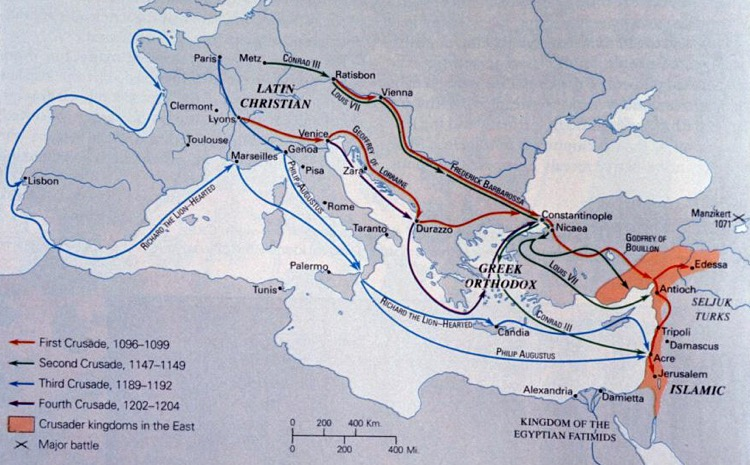 Paris
Metz
CONRAD III
Ratisbon
LOUIS VII
Vienna
LATIN
CHRISTIAN
Clermont
Lyons
Toulouse
Venice
GEOFFREY OF LORRAINE
FREDERICK BARBAROSSA
Marseilles
Genoa
Pisa
Zara
PHILIP AUGUSTUS
Lisbon
RICHARD THE LION-HEARTED
Rome
Taranto
Durazzo
Constantinople
Nicaea
Manzikert
1071
GODFREY OF
BOUILLON
Edessa
Palermo
Tunis
GREEK
ORTHODOX
LOUIS VII
Antioch
SELJUK
TURKS
RICHARD THE LION-HEARTED
Candia
CONRAD III
PHILIP AUGUSTUS
Tripoli
Damascus
Acre
Jerusalem
ISLAMIC
Alexandria
Damietta
KINGDOM OF THE
EGYPTIAN FATIMIDS
First Crusade, 1096–1099
Second Crusade, 1147–1149
Third Crusade, 1189–1192
Fourth Crusade, 1202–1204
Crusader kingdoms in the East
Major battle
0 200 400 Km.
0 200 400 Mi.